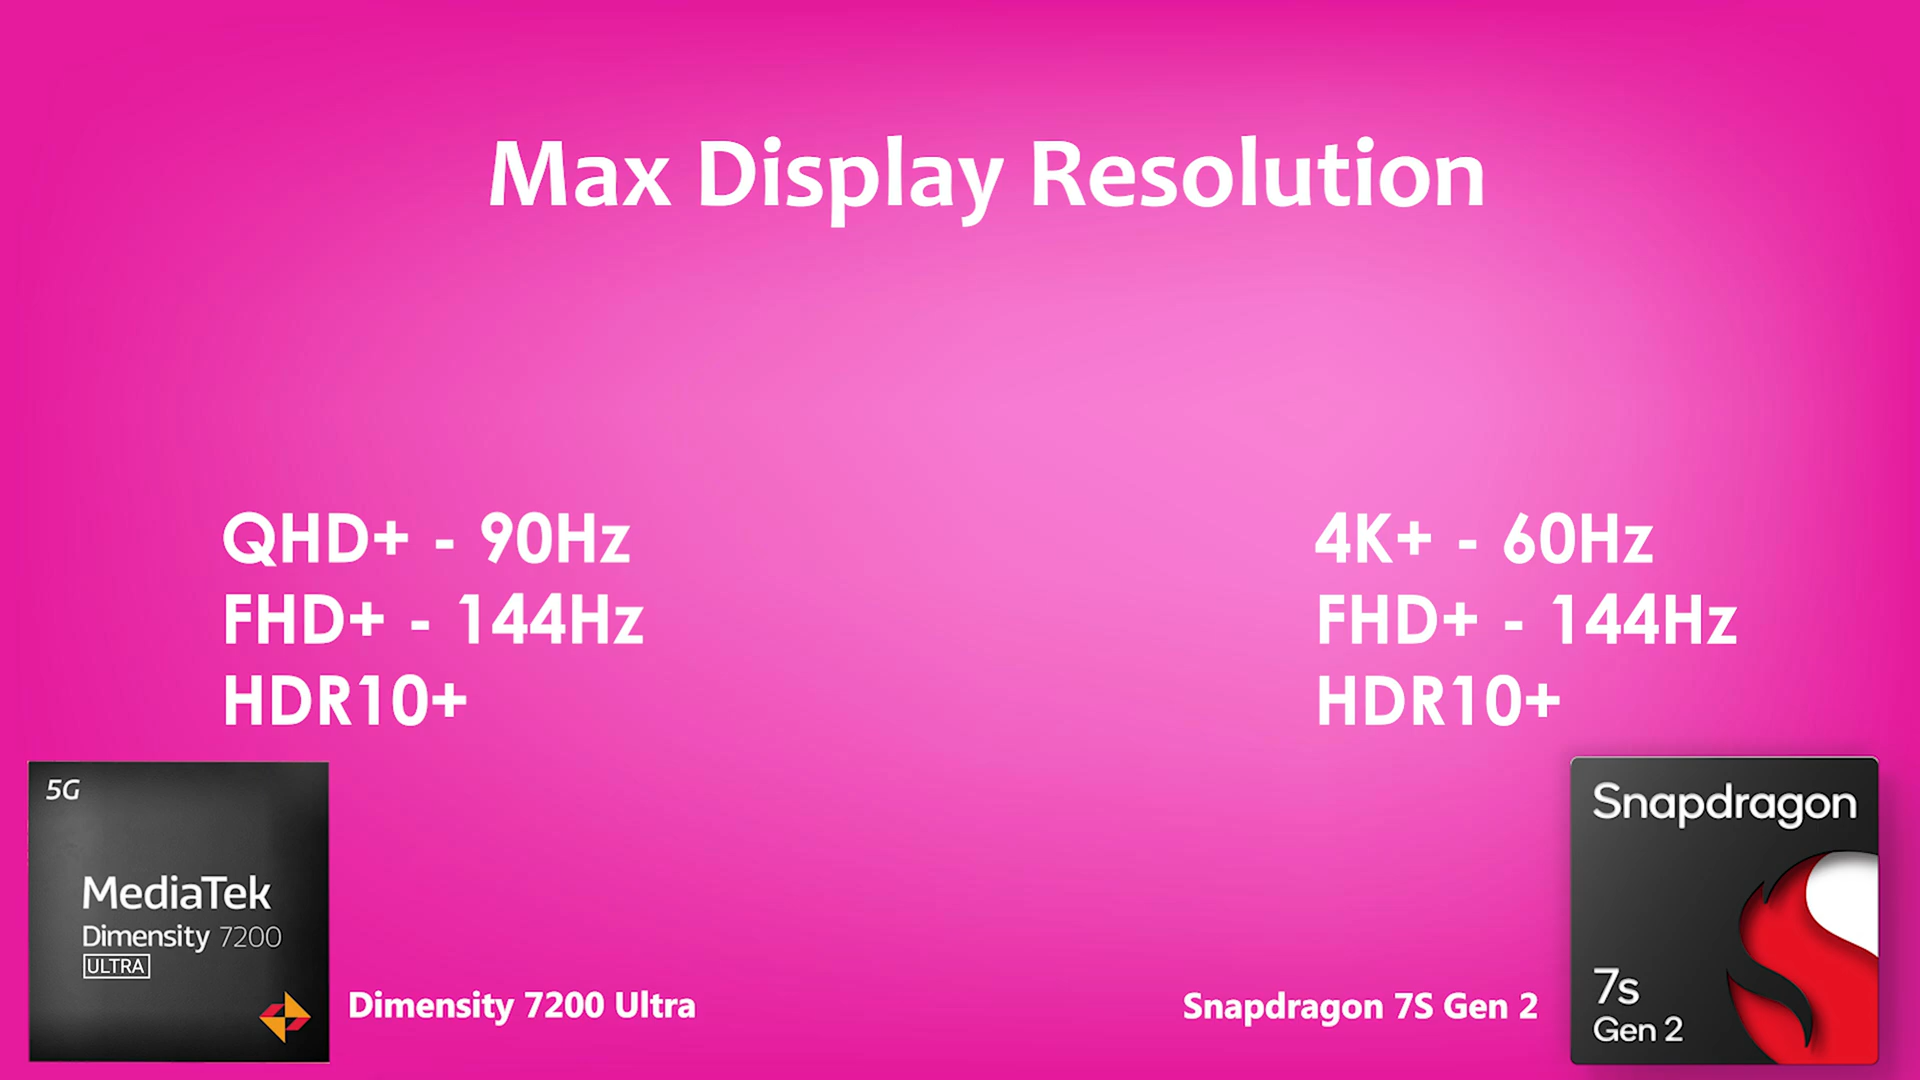 Max Display Resolution
QHD+ - 90Hz
FHD+ - 144Hz
HDR10+
4K+ - 60Hz
FHD+ - 144Hz
HDR10+
5G
MediaTek
Dimensity 7200
ULTRA
Dimensity 7200 Ultra
Snapdragon 7S Gen 2
Snapdragon
7s
Gen 2